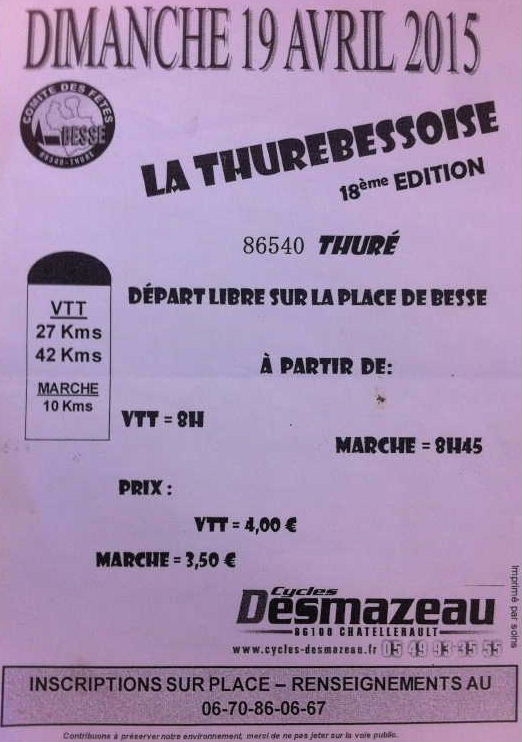 DIMANCHE 19 AVRIL 2015
COMITE DES FÊTES
BESSE
86540 - THURÉ
LA THUREBESSOISE
18ème EDITION
86540 THURÉ
DÉPART LIBRE SUR LA PLACE DE BESSE
VTT
27 Kms
42 Kms
MARCHE
10 Kms
À PARTIR DE:
VTT = 8H
MARCHE = 8H45
PRIX :
VTT = 4,00 €
MARCHE = 3,50 €
Cycles
Desmazeau
86100 CHATELLERAULT
www.cycles-desmazeau.fr 05 49 93 35 55
Imprimé par soins
INSCRIPTIONS SUR PLACE – RENSEIGNEMENTS AU
06-70-86-06-67
Contribuons à préserver notre environnement, merci de ne pas jeter sur la voie public.